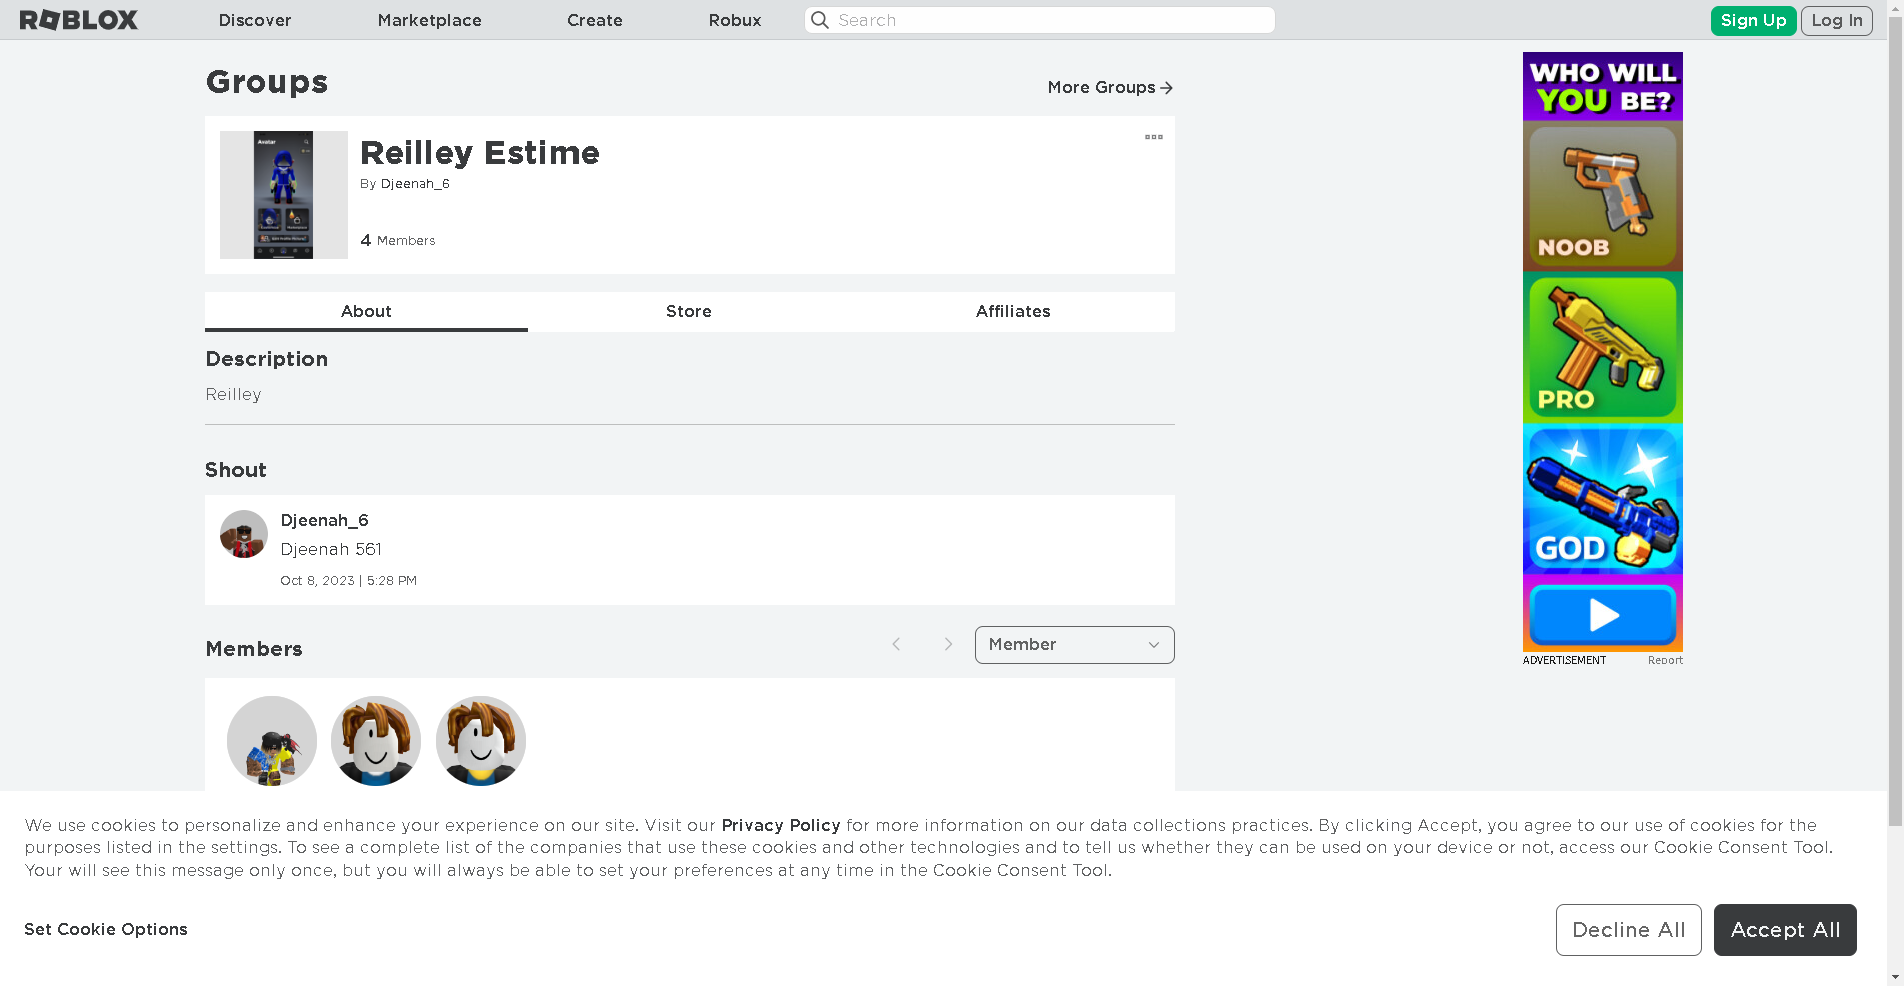 ROBLOX
Discover
Marketplace
Create
Robux
Search
Sign Up
Log In
Groups
More Groups
Avatar
Reilley Estime
By Djeenah_6
4 Members
About
Store
Affiliates
Description
Reilley
Shout
Djeenah_6
Djeenah 561
Oct 8, 2023 | 5:28 PM
Members
Member
WHO WILL
YOU BE?
NOOB
PRO
GOD
ADVERTISEMENT
Report
We use cookies to personalize and enhance your experience on our site. Visit our Privacy Policy for more information on our data collections practices. By clicking Accept, you agree to our use of cookies for the
purposes listed in the settings. To see a complete list of the companies that use these cookies and other technologies and to tell us whether they can be used on your device or not, access our Cookie Consent Tool.
Your will see this message only once, but you will always be able to set your preferences at any time in the Cookie Consent Tool.
Set Cookie Options
Decline All
Accept All